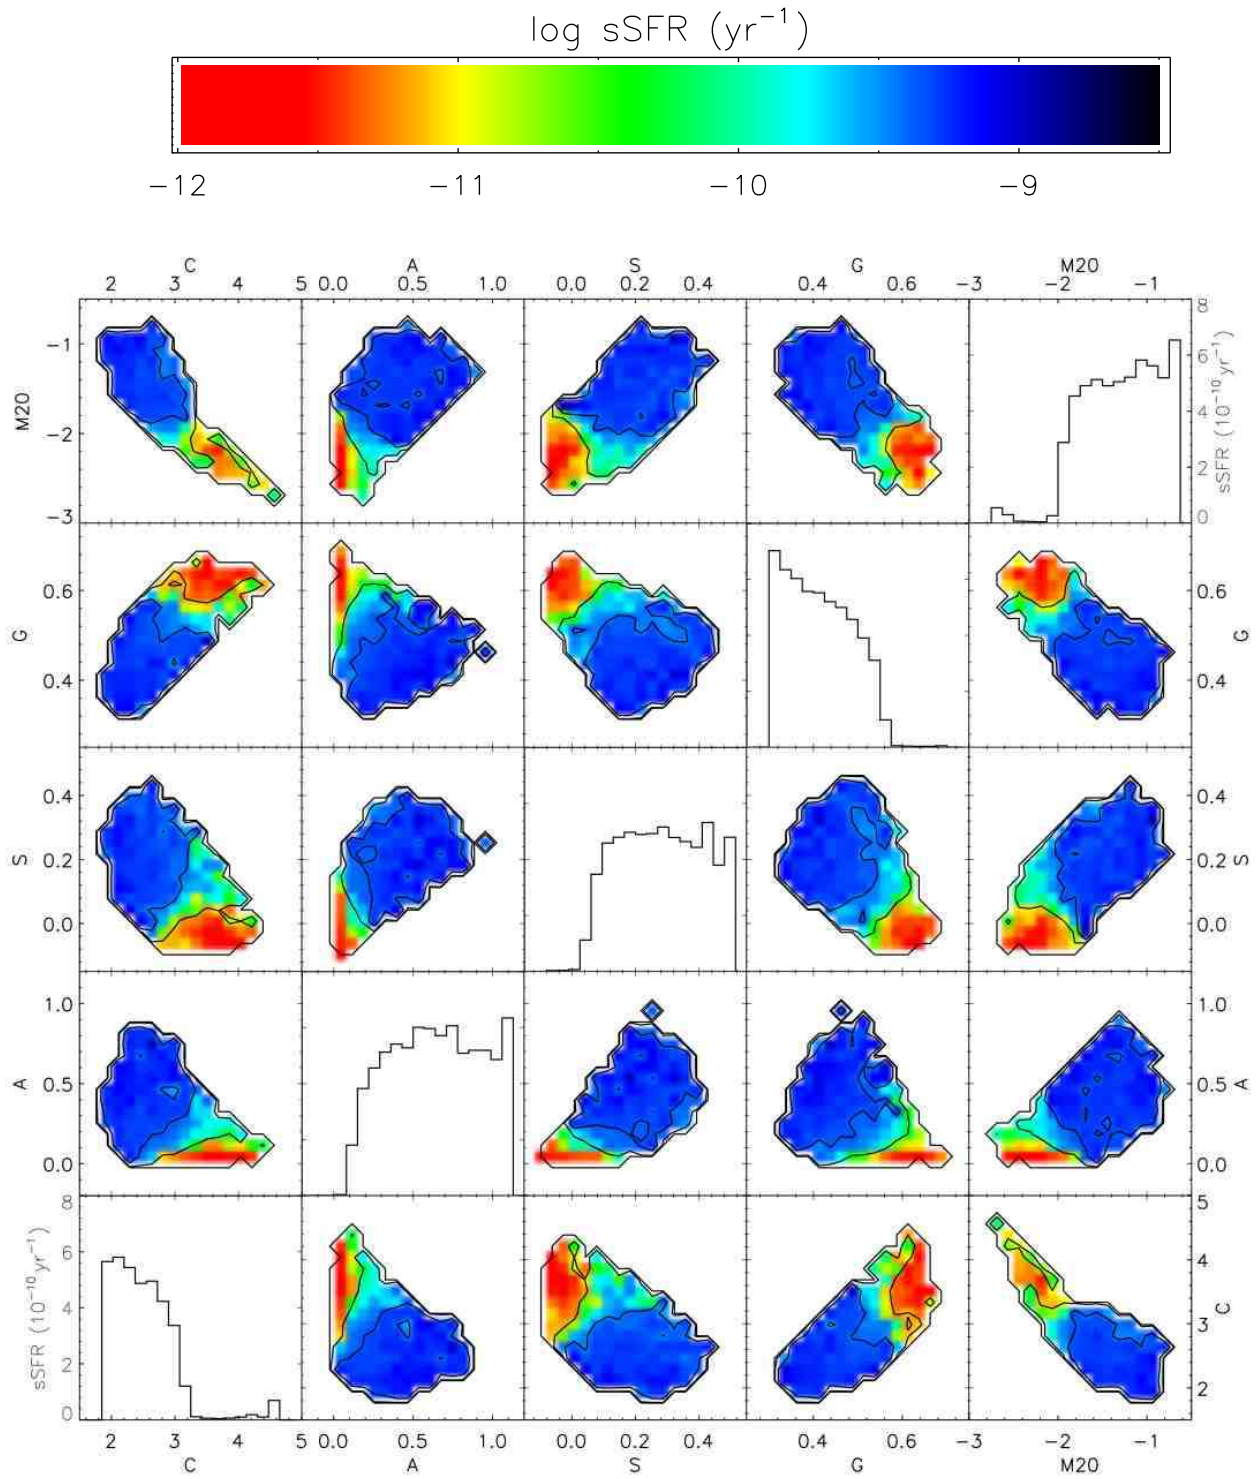 log sSFR (yr−1)
−12 −11 −10 −9
C A S G M20
2 3 4 5 0.0 0.5 1.0 0.0 0.2 0.4 0.4 0.6 −3 −2 −1
M20 −1 −2 −3
8 6 4 2 0 sSFR (10−10 yr−1)
G 0.6 0.4
0.6 0.4 G
S 0.4 0.2 0.0
0.4 0.2 0.0 S
A 1.0 0.5 0.0
1.0 0.5 0.0 A
sSFR (10−10 yr−1) 8 6 4 2 0
5 4 3 2 C
2 3 4 5 0.0 0.5 1.0 0.0 0.2 0.4 0.4 0.6 −3 −2 −1
C A S G M20